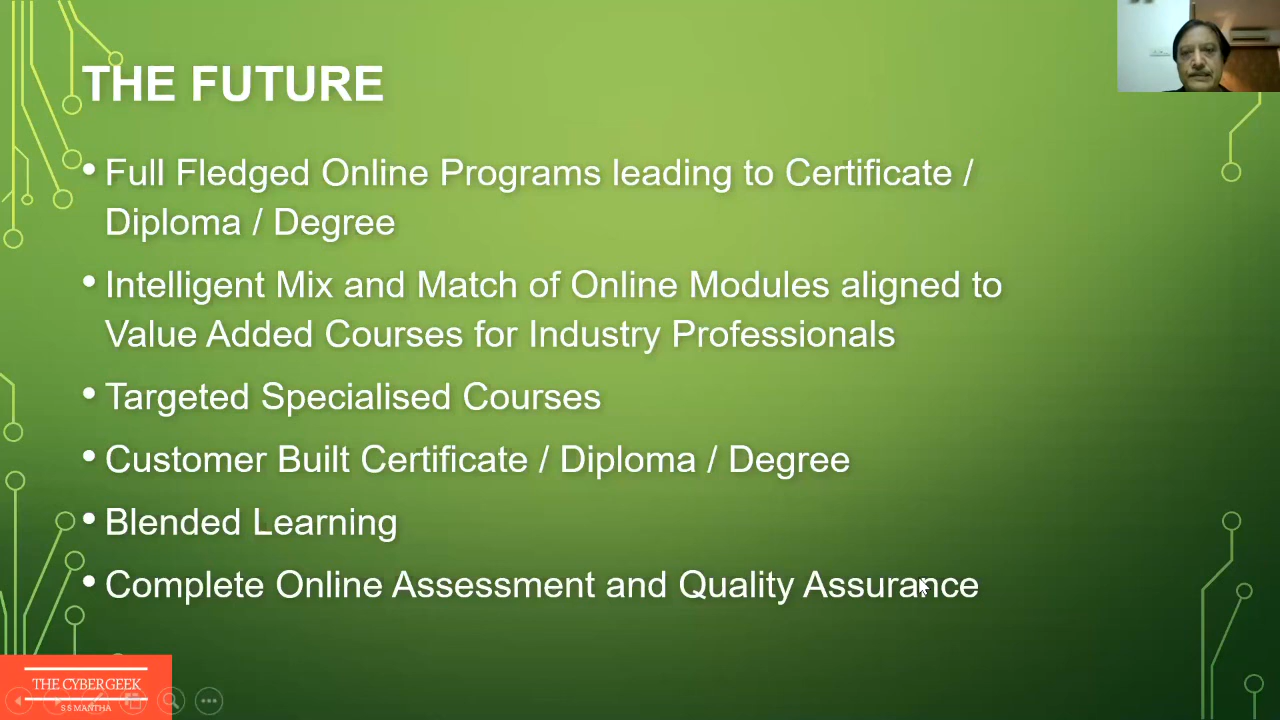 THE FUTURE
• Full Fledged Online Programs leading to Certificate /
Diploma / Degree
• Intelligent Mix and Match of Online Modules aligned to
Value Added Courses for Industry Professionals
• Targeted Specialised Courses
• Customer Built Certificate / Diploma / Degree
• Blended Learning
• Complete Online Assessment and Quality Assurance
THE CYBERGEEK
S S MANTHA